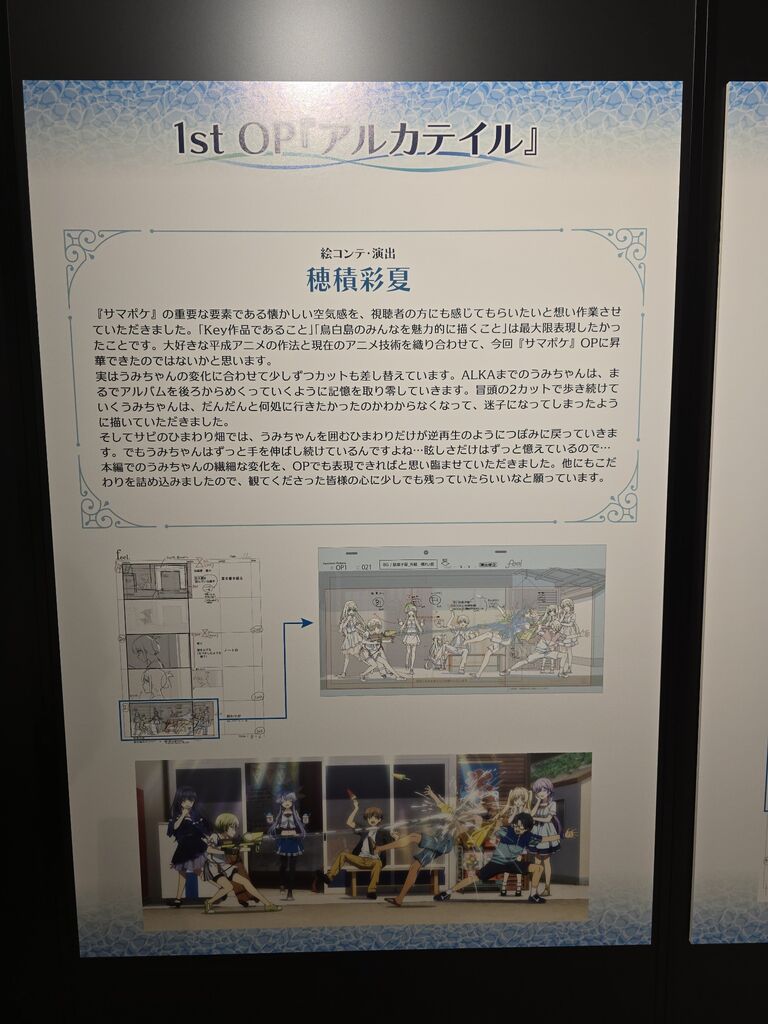 1st OP『アルカテイル』
絵コンテ・演出
穂積彩夏
『サマポケ』の重要な要素である懐かしい空気感を、視聴者の方にも感じてもらいたいと想い作業させ
ていただきました。「Key作品であること」「鳥白島のみんなを魅力的に描くこと」は最大限表現したかっ
たことです。大好きな平成アニメの作法と現在のアニメ技術を織り合わせて、今回『サマポケ』OPに昇
華できたのではないかと思います。
実はうみちゃんの変化に合わせて少しずつカットも差し替えています。ALKAまでのうみちゃんは、ま
るでアルバムを後ろからめくっていくように記憶を取り零していきます。冒頭の2カットで歩き続けて
いくうみちゃんは、だんだんと何処に行きたかったのかわからなくなって、迷子になってしまったよう
に描いていただきました。
そしてサビのひまわり畑では、うみちゃんを囲むひまわりだけが逆再生のようにつぼみに戻っていきま
す。でもうみちゃんはずっと手を伸ばし続けているんですよね…眩しさだけはずっと憶えているので…
本編でのうみちゃんの繊細な変化を、OPでも表現できればと思い臨ませていただきました。他にもこだ
わりを詰め込みましたので、観てくださった皆様の心に少しでも残っていたらいいなと願っています。
feel.
OP1 021
feel.